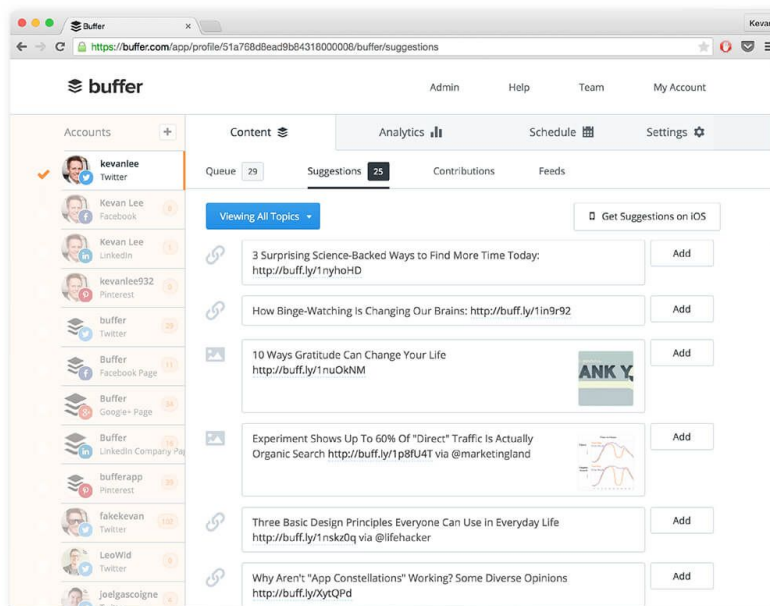 Buffer
Kevan
https://buffer.com/app/profile/51a768d8ead9b84318000008/buffer/suggestions
buffer
Admin
Help
Team
My Account
Accounts
+
Content
Analytics
Schedule
Settings
kevanlee
Twitter
Kevan Lee
Facebook
Kevan Lee
LinkedIn
kevanlee932
Pinterest
buffer
Twitter
Buffer
Facebook Page
Buffer
Google+ Page
Buffer
LinkedIn Company Pag
bufferapp
Pinterest
fakekevan
Twitter
LeoWid
Twitter
joelgascoigne
Queue 29
Suggestions 25
Contributions
Feeds
Viewing All Topics
Get Suggestions on iOS
3 Surprising Science-Backed Ways to Find More Time Today:
http://buff.ly/1nyhoHD
Add
How Binge-Watching Is Changing Our Brains: http://buff.ly/1in9r92
Add
10 Ways Gratitude Can Change Your Life
http://buff.ly/1nuOkNM
ANK Y
Add
Experiment Shows Up To 60% Of "Direct" Traffic Is Actually
Organic Search http://buff.ly/1p8fU4T via @marketingland
Add
Three Basic Design Principles Everyone Can Use in Everyday Life
http://buff.ly/1nskz0q via @lifehacker
Add
Why Aren't "App Constellations" Working? Some Diverse Opinions
http://buff.ly/XytQPd
Add